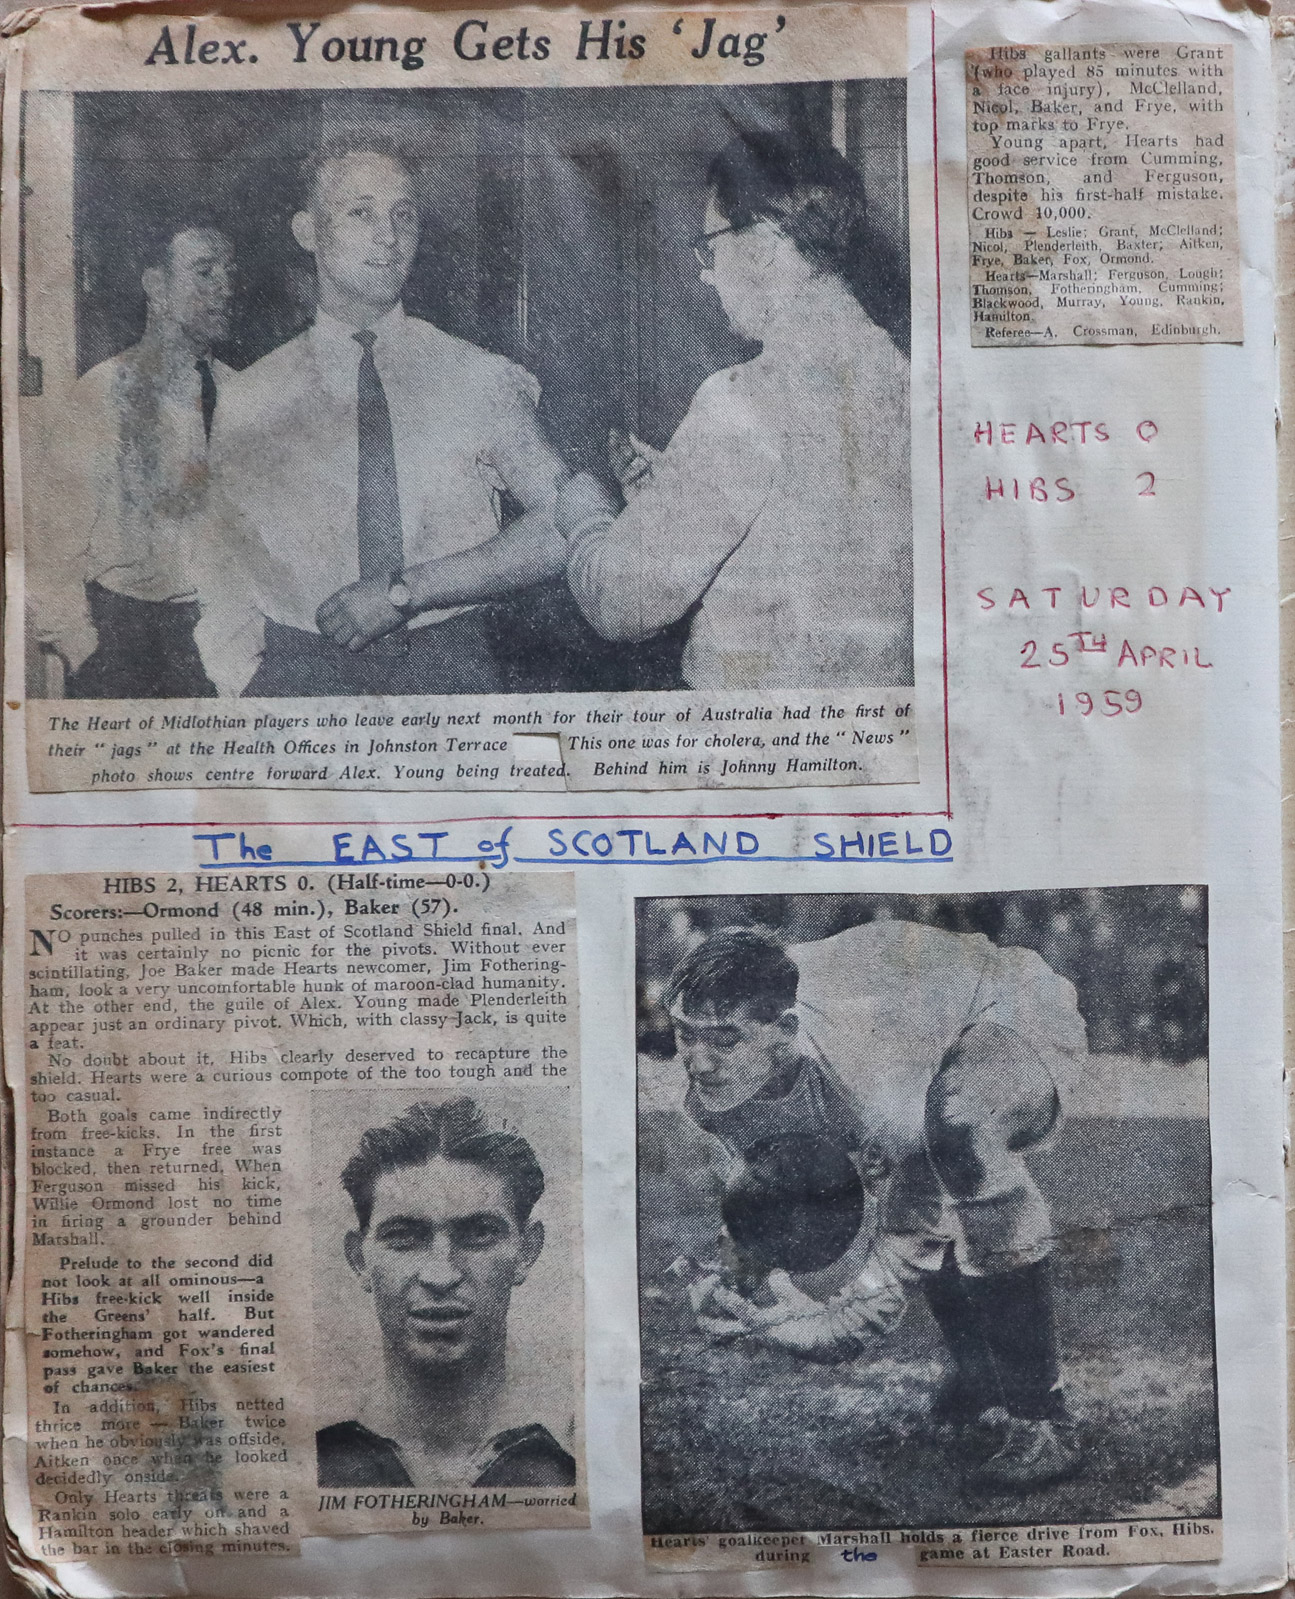 Alex. Young Gets His ‘Jag’
The Heart of Midlothian players who leave early next month for their tour of Australia had the first of
their “ jags ” at the Health Offices in Johnston Terrace This one was for cholera, and the “ News ”
photo shows centre forward Alex. Young being treated. Behind him is Johnny Hamilton.
Hibs gallants were Grant
(who played 85 minutes with
a face injury), McClelland,
Nicol, Baker, and Frye, with
top marks to Frye.
Young apart, Hearts had
good service from Cumming,
Thomson, and Ferguson,
despite his first-half mistake.
Crowd 10,000.
Hibs — Leslie; Grant, McClelland;
Nicol, Plenderleith, Baxter; Aitken,
Frye, Baker, Fox, Ormond.
Hearts—Marshall; Ferguson, Lough;
Thomson, Fotheringham, Cumming;
Blackwood, Murray, Young, Rankin,
Hamilton.
Referee—A. Crossman, Edinburgh.
HEARTS 0
HIBS 2
SATURDAY
25TH APRIL
1959
The EAST of SCOTLAND SHIELD
HIBS 2, HEARTS 0. (Half-time—0-0.)
Scorers:—Ormond (48 min.), Baker (57).
NO punches pulled in this East of Scotland Shield final. And
it was certainly no picnic for the pivots. Without ever
scintillating, Joe Baker made Hearts newcomer, Jim Fothering-
ham, look a very uncomfortable hunk of maroon-clad humanity.
At the other end, the guile of Alex. Young made Plenderleith
appear just an ordinary pivot. Which, with classy Jack, is quite
a feat.
No doubt about it, Hibs clearly deserved to recapture the
shield. Hearts were a curious compote of the too tough and the
too casual.
Both goals came indirectly
from free-kicks. In the first
instance a Frye free was
blocked, then returned. When
Ferguson missed his kick,
Willie Ormond lost no time
in firing a grounder behind
Marshall.
Prelude to the second did
not look at all ominous—a
Hibs free-kick well inside
the Greens’ half. But
Fotheringham got wandered
somehow, and Fox’s final
pass gave Baker the easiest
of chances.
In addition, Hibs netted
thrice more — Baker twice
when he obviously was offside,
Aitken once when he looked
decidedly onside.
Only Hearts threats were a
Rankin solo early on and a
Hamilton header which shaved
the bar in the closing minutes.
JIM FOTHERINGHAM—worried
by Baker.
Hearts’ goalkeeper Marshall holds a fierce drive from Fox, Hibs.
during the game at Easter Road.